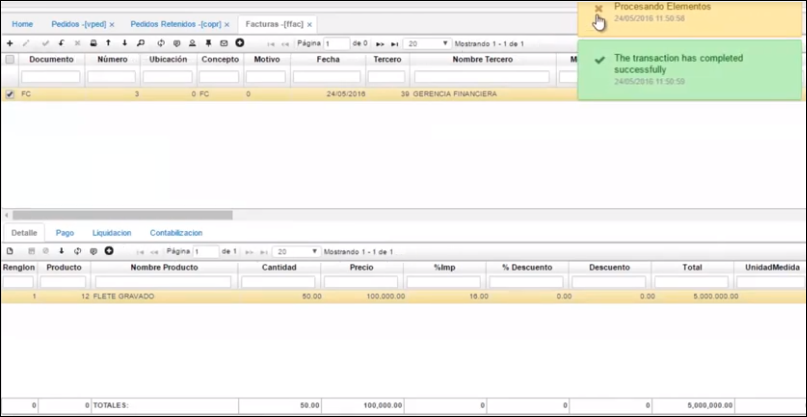 Procesando Elementos
24/05/2016 11:50:58
The transaction has completed
successfully
24/05/2016 11:50:59
Home Pedidos -[vped] × Pedidos Retenidos -[copr] × Facturas -[ffac] ×
Página 1 de 0 20 Mostrando 1 - 1 de 1
Documento Número Ubicación Concepto Motivo Fecha Tercero Nombre Tercero
FC 3 0 FC 0 24/05/2016 39 GERENCIA FINANCIERA
Detalle Pago Liquidacion Contabilizacion
Página 1 de 1 20 Mostrando 1 - 1 de 1
Renglon Producto Nombre Producto Cantidad Precio %Imp % Descuento Descuento Total UnidadMedida
1 12 FLETE GRAVADO 50.00 100,000.00 16.00 0.00 0.00 5,000,000.00
0 0 TOTALES: 50.00 100,000.00 0 0 0 5,000,000.00